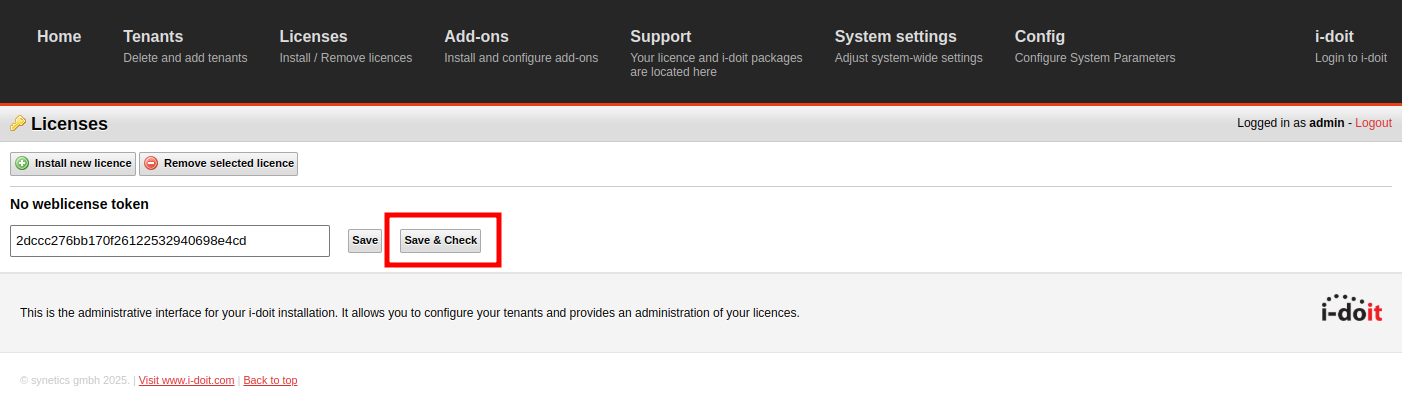 Home
Tenants
Delete and add tenants
Licenses
Install / Remove licences
Add-ons
Install and configure add-ons
Support
Your licence and i-doit packages
are located here
System settings
Adjust system-wide settings
Config
Configure System Parameters
i-doit
Login to i-doit
Licenses
Logged in as admin - Logout
Install new licence
Remove selected licence
No weblicense token
2dccc276bb170f26122532940698e4cd
Save
Save & Check
This is the administrative interface for your i-doit installation. It allows you to configure your tenants and provides an administration of your licences.
i-doit
© synetics gmbh 2025. | Visit www.i-doit.com | Back to top